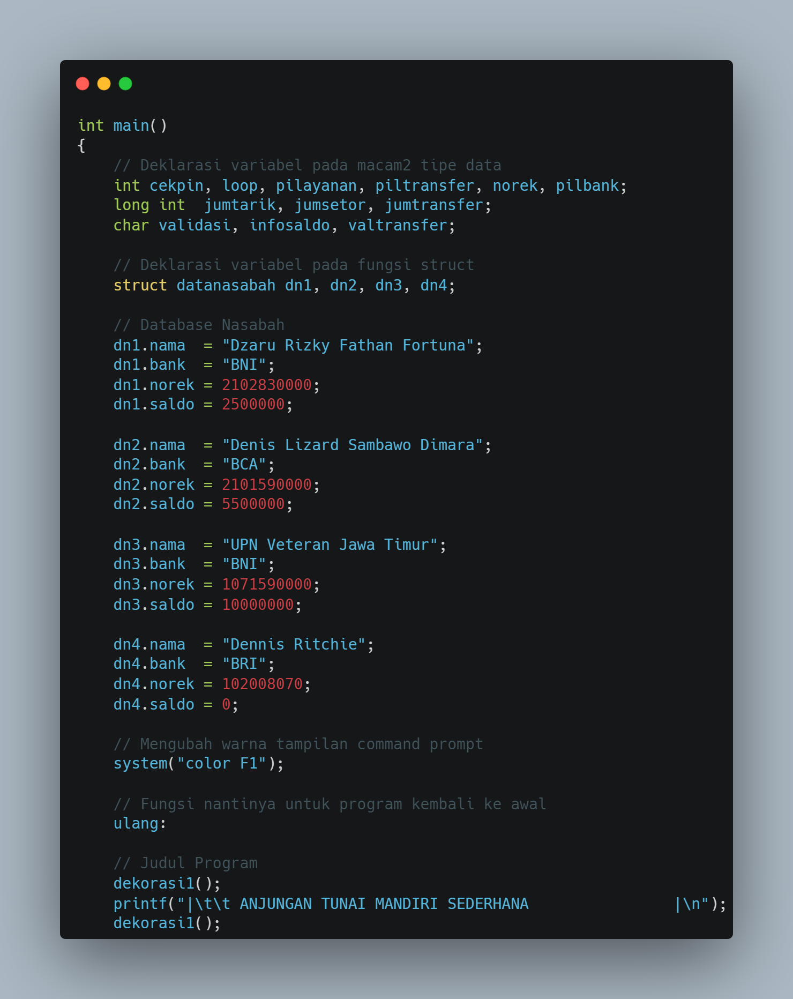 int main()
{
    // Deklarasi variabel pada macam2 tipe data
    int cekpin, loop, pilayanan, piltransfer, norek, pilbank;
    long int  jumtarik, jumsetor, jumtransfer;
    char validasi, infosaldo, valtransfer;

    // Deklarasi variabel pada fungsi struct
    struct datanasabah dn1, dn2, dn3, dn4;

    // Database Nasabah
    dn1.nama  = "Dzaru Rizky Fathan Fortuna";
    dn1.bank  = "BNI";
    dn1.norek = 2102830000;
    dn1.saldo = 2500000;

    dn2.nama  = "Denis Lizard Sambawo Dimara";
    dn2.bank  = "BCA";
    dn2.norek = 2101590000;
    dn2.saldo = 5500000;

    dn3.nama  = "UPN Veteran Jawa Timur";
    dn3.bank  = "BNI";
    dn3.norek = 1071590000;
    dn3.saldo = 10000000;

    dn4.nama  = "Dennis Ritchie";
    dn4.bank  = "BRI";
    dn4.norek = 102008070;
    dn4.saldo = 0;

    // Mengubah warna tampilan command prompt
    system("color F1");

    // Fungsi nantinya untuk program kembali ke awal
    ulang:

    // Judul Program
    dekorasi1();
    printf("|\t\t ANJUNGAN TUNAI MANDIRI SEDERHANA                |\n");
    dekorasi1();